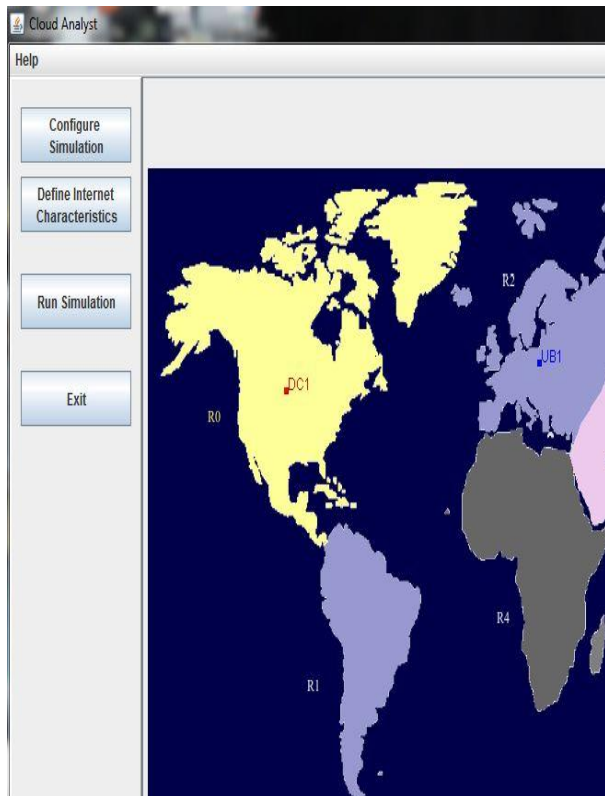 Cloud Analyst
Help
Configure
Simulation
Define Internet
Characteristics
Run Simulation
Exit
R2
UB1
DC1
R0
R4
R1